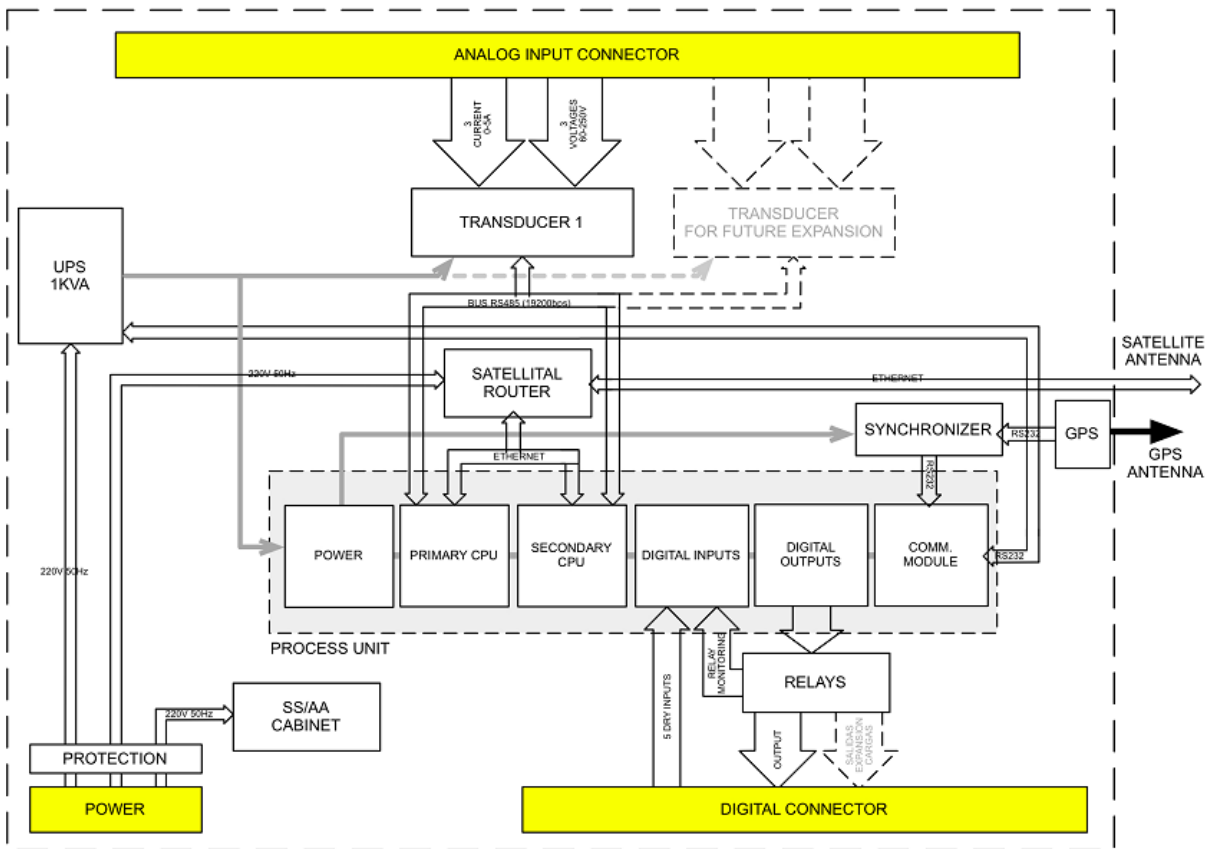 ANALOG INPUT CONNECTOR
3
CURRENT
0-5A
3
VOLTAGES
60-250V
TRANSDUCER 1
TRANSDUCER
FOR FUTURE EXPANSION
UPS
1KVA
BUS RS485 (19200bps)
SATELLITE
ANTENNA
220V 50Hz
SATELLITAL
ROUTER
ETHERNET
SYNCHRONIZER
RS232
GPS
GPS
ANTENNA
ETHERNET
RS232
POWER
PRIMARY CPU
SECONDARY
CPU
DIGITAL INPUTS
DIGITAL
OUTPUTS
COMM.
MODULE
RS232
220V 50Hz
PROCESS UNIT
5 DRY INPUTS
RELAY
MONITORING
RELAYS
SS/AA
CABINET
220V 50Hz
OUTPUT
SALIDAS
EXPANSION
CARGAS
PROTECTION
POWER
DIGITAL CONNECTOR